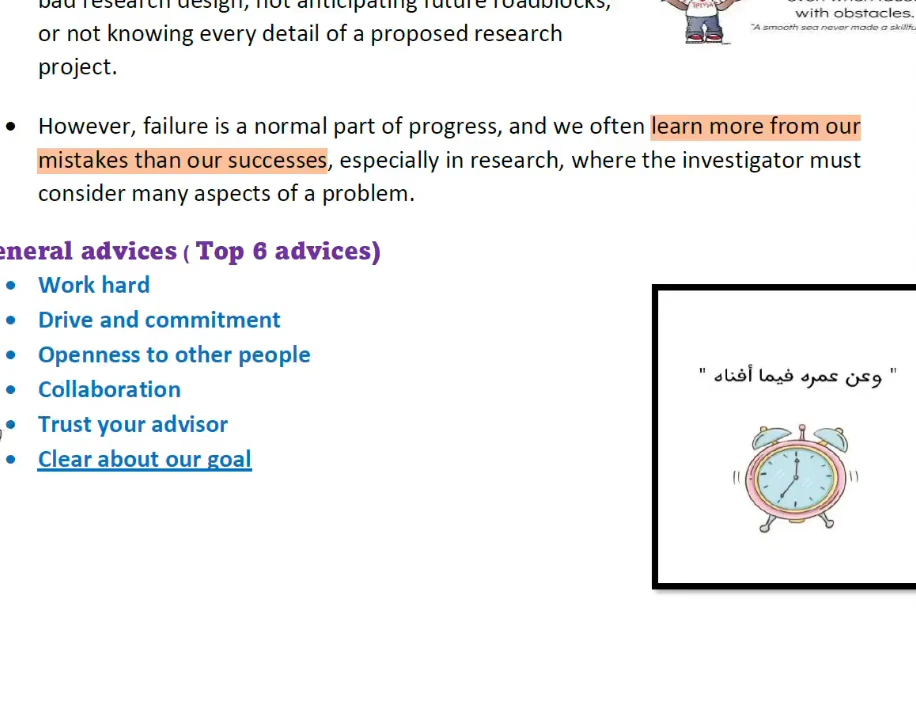 bad research design, not anticipating future roadblocks,
or not knowing every detail of a proposed research
project.
with obstacles.
"A smooth sea never made a skillfu
• However, failure is a normal part of progress, and we often learn more from our
mistakes than our successes, especially in research, where the investigator must
consider many aspects of a problem.
eneral advices ( Top 6 advices)
• Work hard
• Drive and commitment
• Openness to other people
• Collaboration
• Trust your advisor
• Clear about our goal
" وعن عمره فيما أفناه "